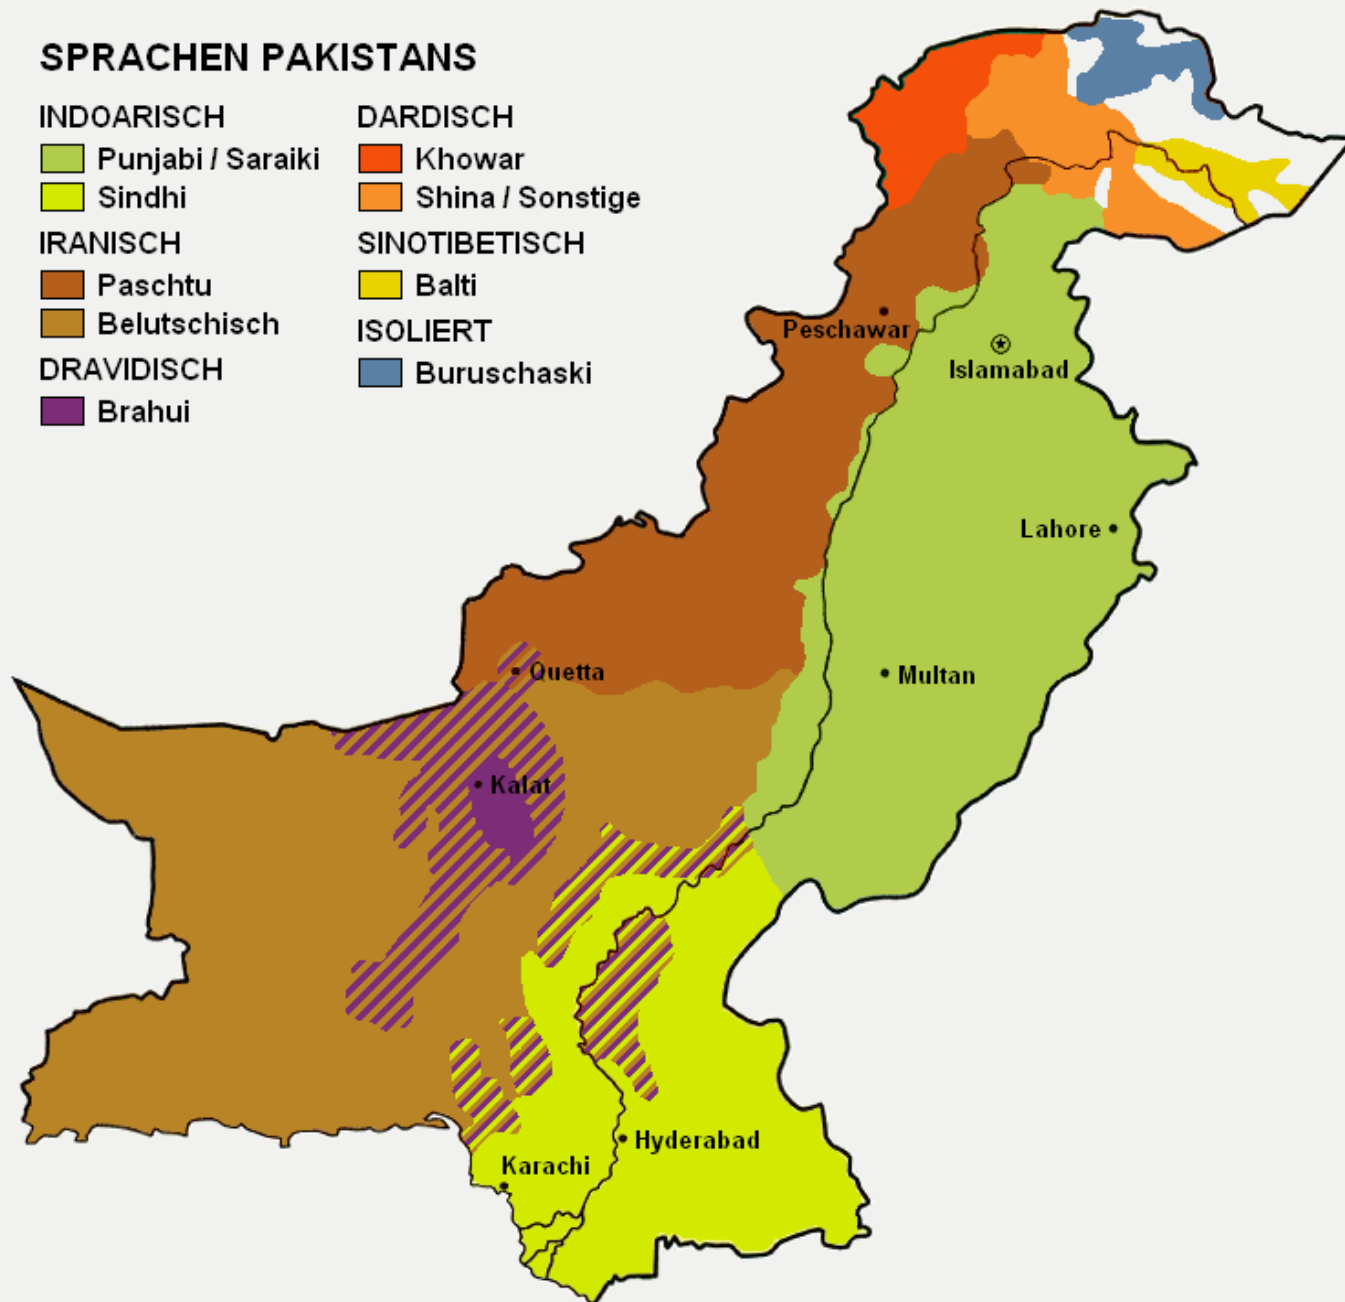 SPRACHEN PAKISTANS
INDOARISCH
Punjabi / Saraiki
Sindhi
IRANISCH
Paschtu
Belutschisch
DRAVIDISCH
Brahui
DARDISCH
Khowar
Shina / Sonstige
SINOTIBETISCH
Balti
ISOLIERT
Buruschaski
Peschawar
Islamabad
Lahore
Quetta
Multan
Kalat
Hyderabad
Karachi